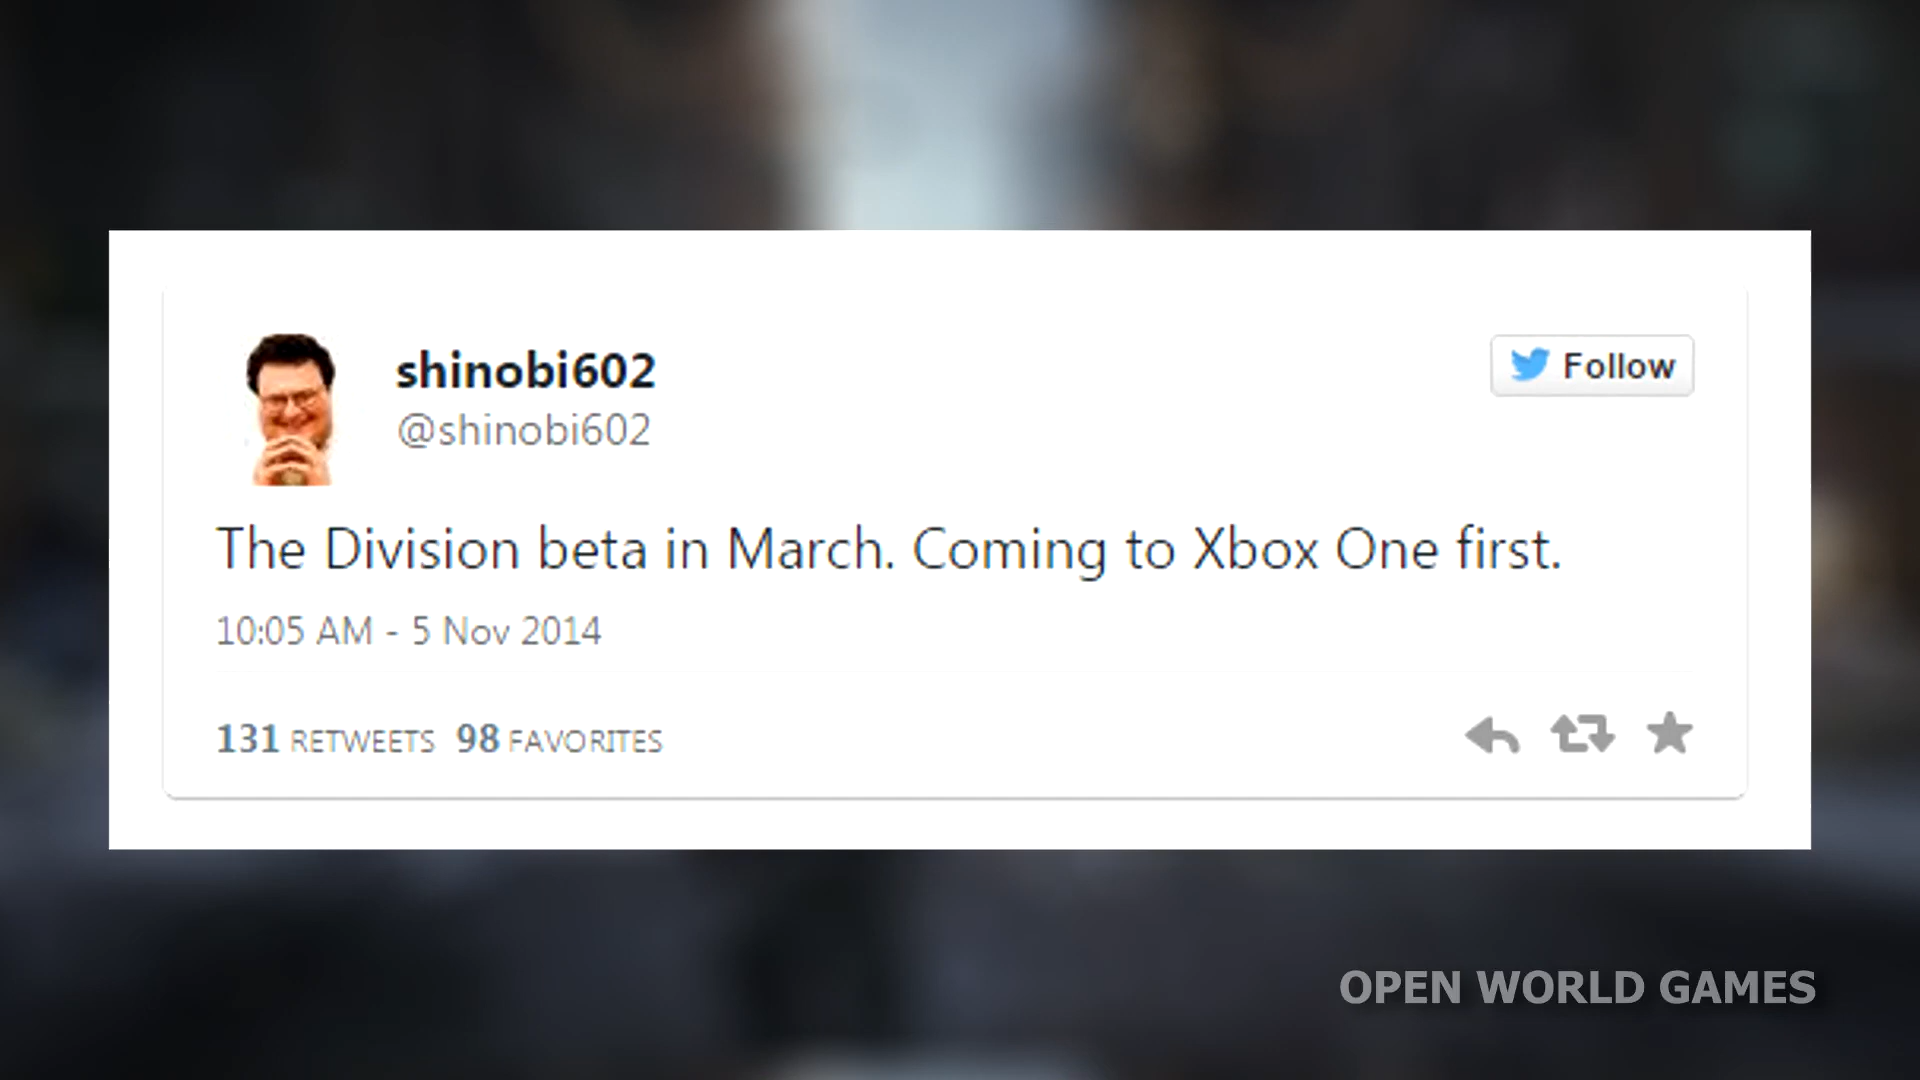 shinobi602
Follow
@shinobi602
The Division beta in March. Coming to Xbox One first.
10:05 AM - 5 Nov 2014
131 RETWEETS 98 FAVORITES
OPEN WORLD GAMES